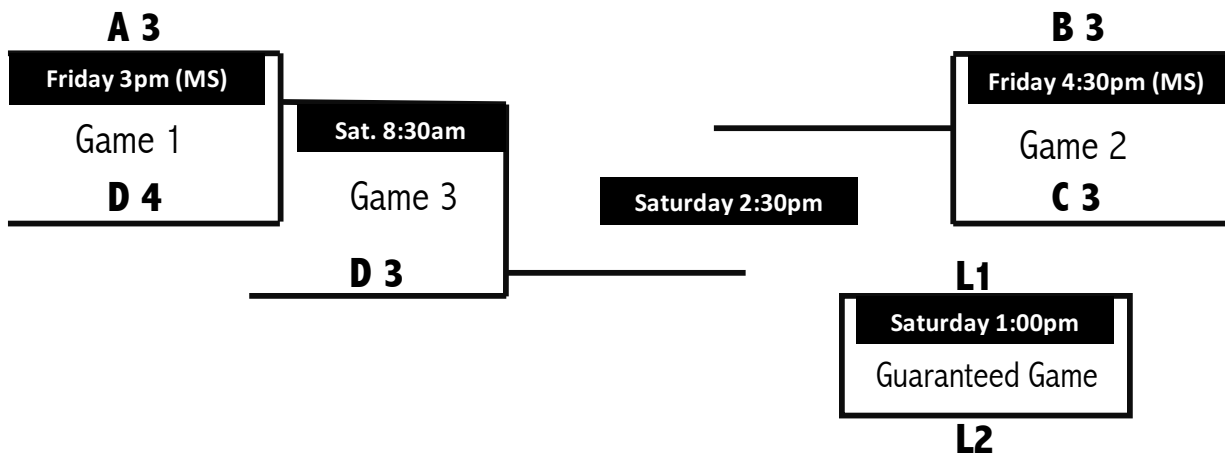 A 3
Friday 3pm (MS)
Game 1
D 4
Sat. 8:30am
Game 3
D 3
Saturday 2:30pm
B 3
Friday 4:30pm (MS)
Game 2
C 3
L1
Saturday 1:00pm
Guaranteed Game
L2